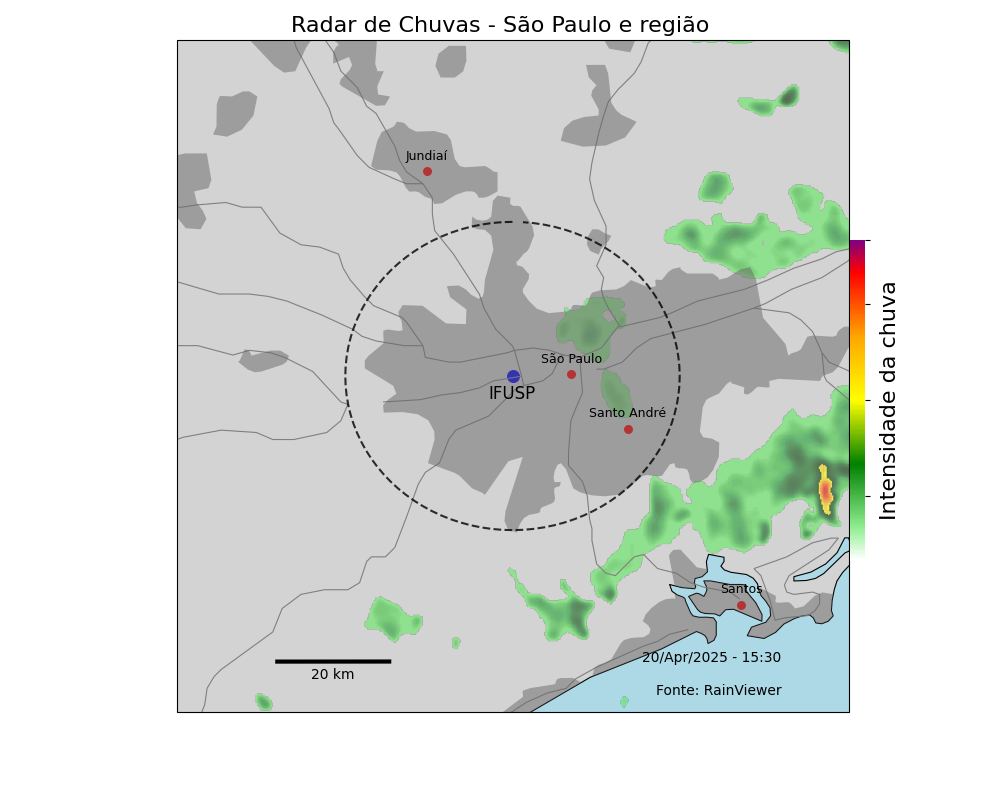 Radar de Chuvas - São Paulo e região
Jundiaí
São Paulo
IFUSP
Santo André
Santos
20 km
20/Apr/2025 - 15:30
Fonte: RainViewer
Intensidade da chuva